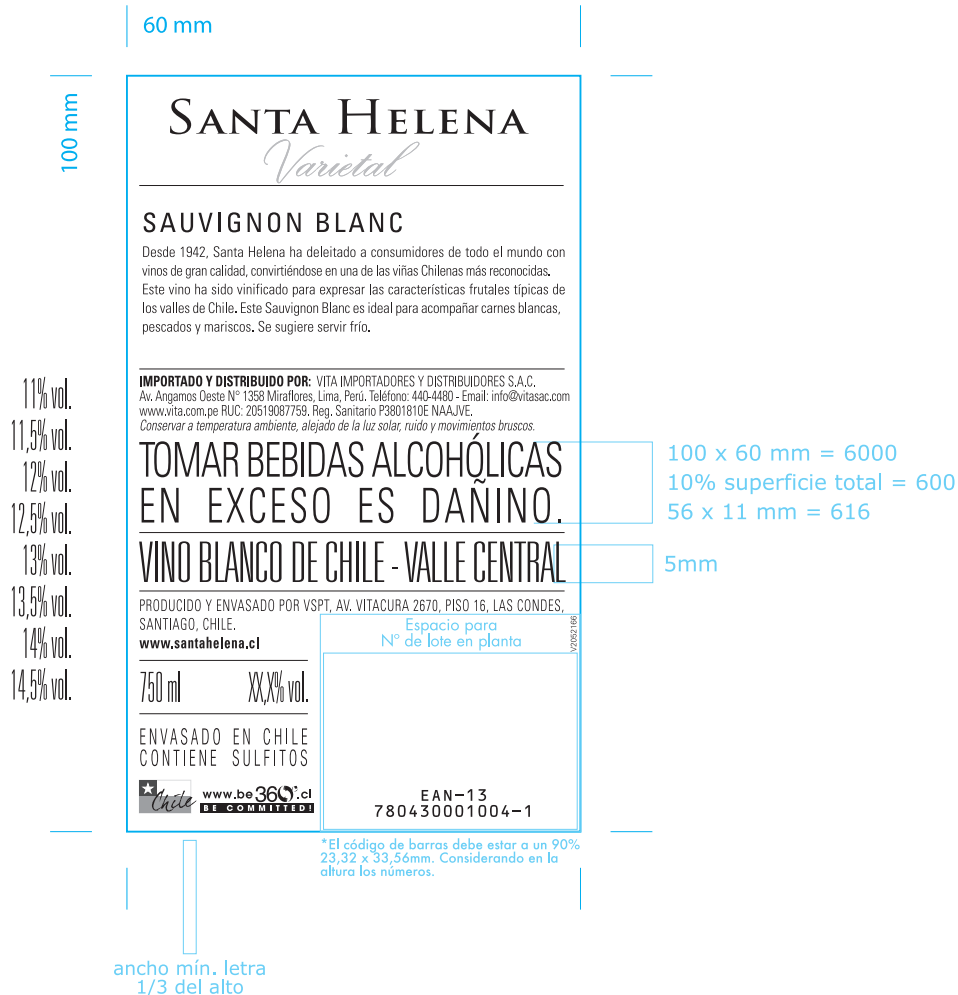 60 mm
100 mm
SANTA HELENA
Varietal
SAUVIGNON BLANC
Desde 1942, Santa Helena ha deleitado a consumidores de todo el mundo con
vinos de gran calidad, convirtiéndose en una de las viñas Chilenas más reconocidas.
Este vino ha sido vinificado para expresar las características frutales típicas de
los valles de Chile. Este Sauvignon Blanc es ideal para acompañar carnes blancas,
pescados y mariscos. Se sugiere servir frío.
IMPORTADO Y DISTRIBUIDO POR: VITA IMPORTADORES Y DISTRIBUIDORES S.A.C.
Av. Angamos Oeste N° 1358 Miraflores, Lima, Perú. Teléfono: 440-4480 - Email: info@vitasac.com
www.vita.com.pe RUC: 20519087759. Reg. Sanitario P3801810E NAAJVE.
Conservar a temperatura ambiente, alejado de la luz solar, ruido y movimientos bruscos.
TOMAR BEBIDAS ALCOHÓLICAS
EN EXCESO ES DAÑINO.
VINO BLANCO DE CHILE - VALLE CENTRAL
PRODUCIDO Y ENVASADO POR VSPT, AV. VITACURA 2670, PISO 16, LAS CONDES,
SANTIAGO, CHILE.
www.santahelena.cl
750 ml XX,X% vol.
ENVASADO EN CHILE
CONTIENE SULFITOS
Chile
www.be360°.cl
BE COMMITTED!
Espacio para
N° de lote en planta
V2052166
EAN-13
780430001004-1
*El código de barras debe estar a un 90%
23,32 x 33,56mm. Considerando en la
altura los números.
11% vol.
11,5% vol.
12% vol.
12,5% vol.
13% vol.
13,5% vol.
14% vol.
14,5% vol.
100 x 60 mm = 6000
10% superficie total = 600
56 x 11 mm = 616
5mm
ancho mín. letra
1/3 del alto